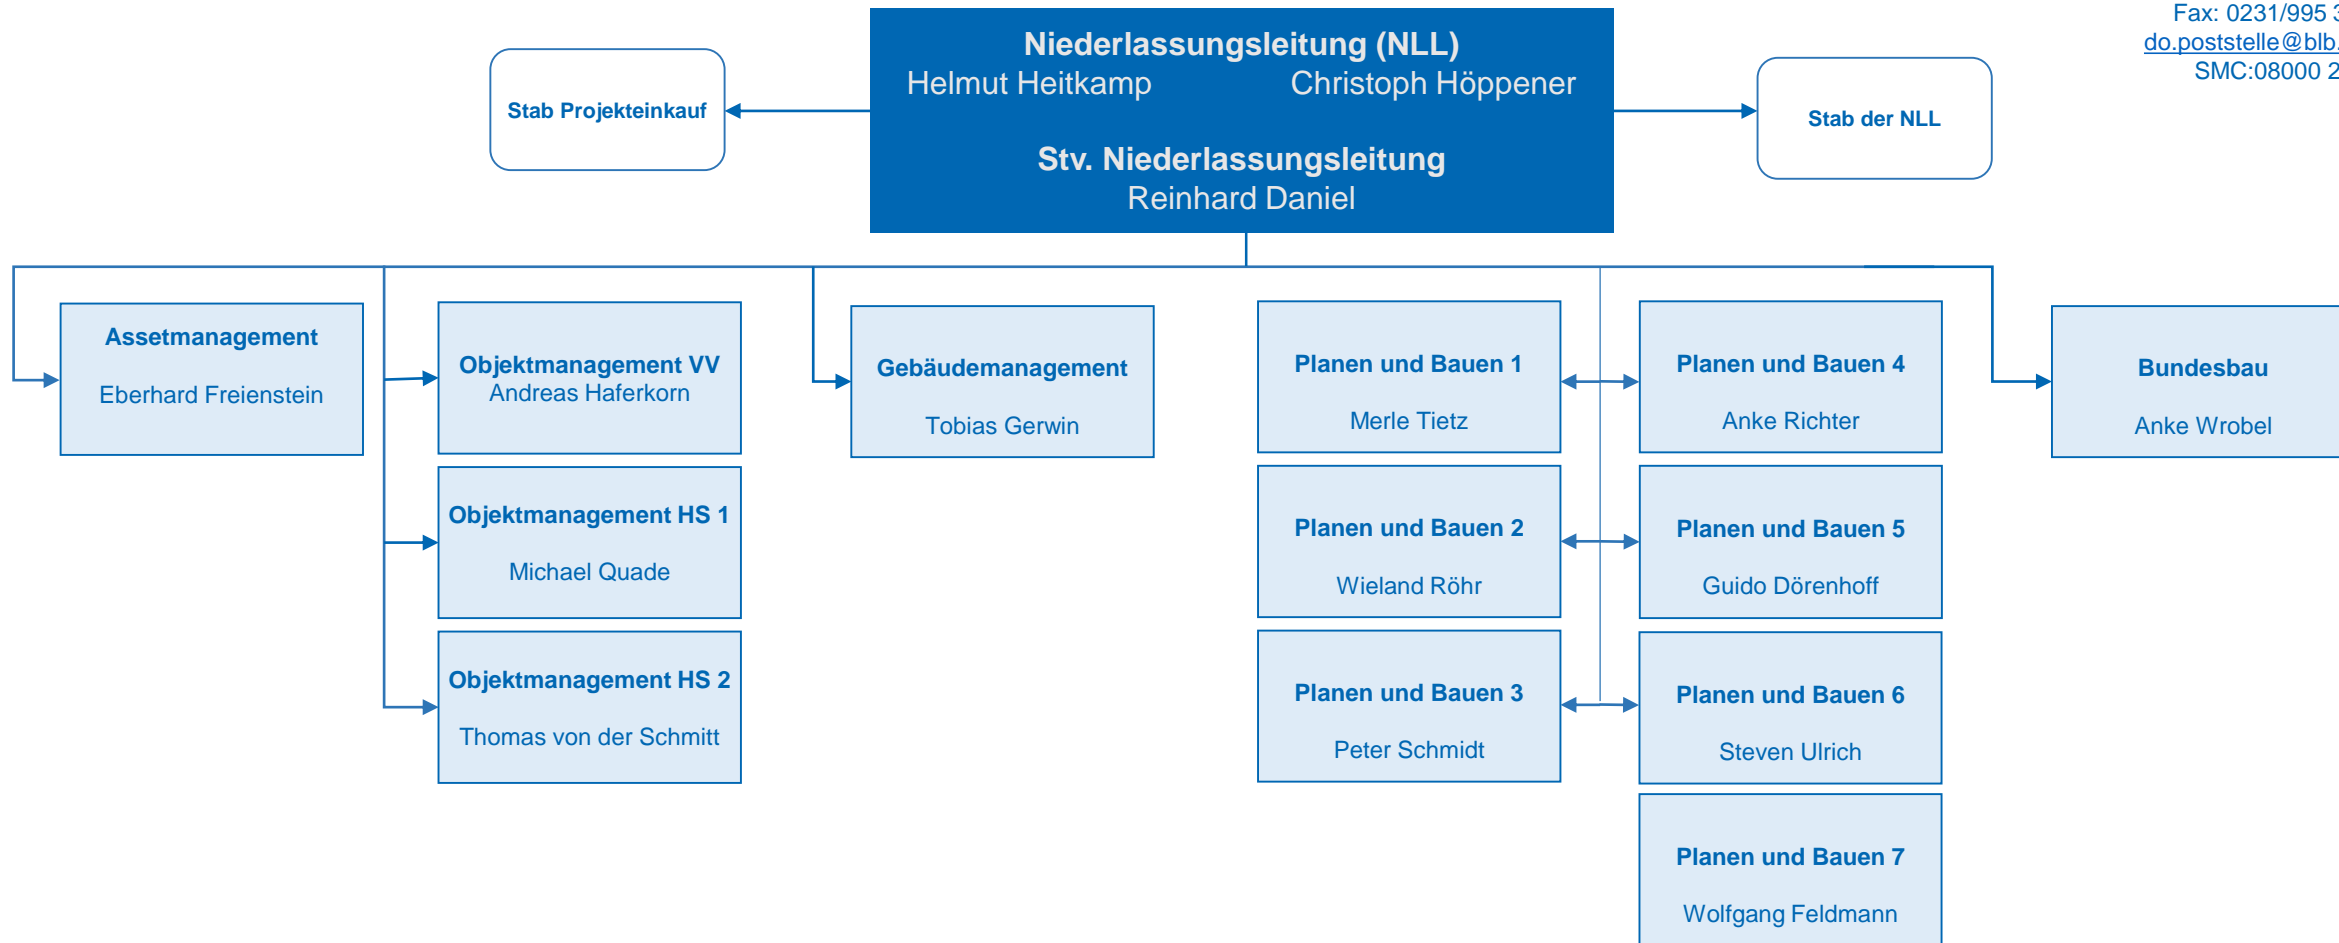 Fax: 0231/995 3
do.poststelle@blb.
SMC:08000 2
Niederlassungsleitung (NLL)
Helmut Heitkamp Christoph Höppener
Stv. Niederlassungsleitung
Reinhard Daniel
Stab Projekteinkauf
Stab der NLL
Assetmanagement
Eberhard Freienstein
Objektmanagement VV
Andreas Haferkorn
Objektmanagement HS 1
Michael Quade
Objektmanagement HS 2
Thomas von der Schmitt
Gebäudemanagement
Tobias Gerwin
Planen und Bauen 1
Merle Tietz
Planen und Bauen 2
Wieland Röhr
Planen und Bauen 3
Peter Schmidt
Planen und Bauen 4
Anke Richter
Planen und Bauen 5
Guido Dörenhoff
Planen und Bauen 6
Steven Ulrich
Planen und Bauen 7
Wolfgang Feldmann
Bundesbau
Anke Wrobel